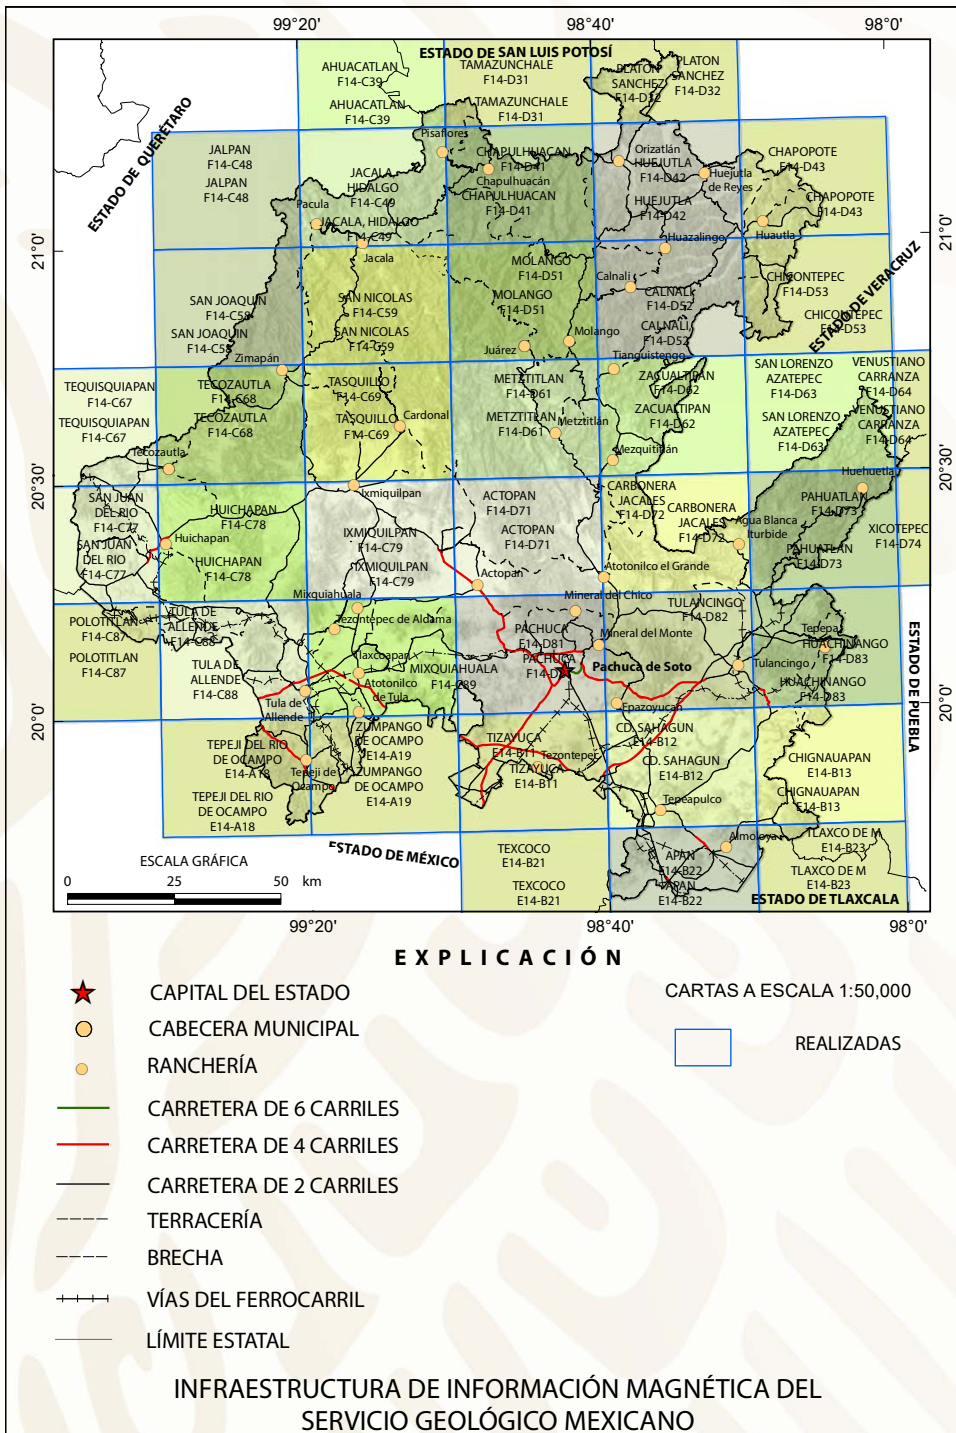 99°20'
98°40'
98°0'
ESTADO DE SAN LUIS POTOSÍ
AHUACATLAN
F14-C39
AHUACATLAN
F14-C39
TAMAZUNCHALE
F14-D31
TAMAZUNCHALE
F14-D31
PLATON
SANCHEZ
F14-D32
PLATON
SANCHEZ
F14-D32
ESTADO DE QUERÉTARO
JALPAN
F14-C48
JALPAN
F14-C48
Pisaflores
JACALA
HIDALGO
F14-C49
Pacula
JACALA, HIDALGO
F14-C49
Jacala
CHAPULHUACAN
F14-D41
Chapulhuacán
CHAPULHUACAN
F14-D41
Orizatlán
HUEJUTLA
F14-D42
Huejutla
de Reyes
HUEJUTLA
F14-D42
Huazalingo
CHAPOPOTE
F14-D43
CHAPOPOTE
F14-D43
Huautla
21°0'
21°0'
SAN JOAQUIN
F14-C58
SAN JOAQUIN
F14-C58
Zimapán
SAN NICOLAS
F14-C59
SAN NICOLAS
F14-C59
MOLANGO
F14-D51
MOLANGO
F14-D51
Juárez
Molango
Calnali
CALNALI
F14-D52
CALNALI
F14-D52
Tianguistengo
CHICONTEPEC
F14-D53
CHICONTEPEC
F14-D53
ESTADO DE VERACRUZ
TEQUISQUIAPAN
F14-C67
TEQUISQUIAPAN
F14-C67
Tecozautla
TECOZAUTLA
F14-C68
TECOZAUTLA
F14-C68
TASQUILLO
F14-C69
TASQUILLO
F14-C69
Cardonal
METZTITLAN
F14-D61
METZTITLAN
F14-D61
Metztitlán
ZACUALTIPAN
F14-D62
ZACUALTIPAN
F14-D62
Mezquititlán
SAN LORENZO
AZATEPEC
F14-D63
SAN LORENZO
AZATEPEC
F14-D63
VENUSTIANO
CARRANZA
F14-D64
VENUSTIANO
CARRANZA
F14-D64
20°30'
20°30'
SAN JUAN
DEL RIO
F14-C77
SAN JUAN
DEL RIO
F14-C77
HUICHAPAN
F14-C78
Huichapan
HUICHAPAN
F14-C78
Ixmiquilpan
IXMIQUILPAN
F14-C79
IXMIQUILPAN
F14-C79
ACTOPAN
F14-D71
ACTOPAN
F14-D71
Actopan
CARBONERA
JACALES
F14-D72
CARBONERA
JACALES
F14-D72
Atotonilco el Grande
Huehuetla
PAHUATLAN
F14-D73
Agua Blanca
Iturbide
PAHUATLAN
F14-D73
XICOTEPEC
F14-D74
POLOTITLAN
F14-C87
POLOTITLAN
F14-C87
TULA DE
ALLENDE
F14-C88
TULA DE
ALLENDE
F14-C88
Tula de
Allende
Mixquiahuala
Tezontepec de Aldama
Tlaxcoapan
MIXQUIAHUALA
F14-C89
Atotonilco
de Tula
Mineral del Chico
PACHUCA
F14-D81
PACHUCA
Mineral del Monte
Pachuca de Soto
TULANCINGO
F14-D82
Tulancingo
Epazoyucan
HUACHINANGO
F14-D83
HUACHINANGO
F14-D83
ESTADO DE PUEBLA
20°0'
20°0'
TEPEJI DEL RIO
DE OCAMPO
E14-A18
Tepeji de
Ocampo
TEPEJI DEL RIO
DE OCAMPO
E14-A18
ZUMPANGO
DE OCAMPO
E14-A19
ZUMPANGO
DE OCAMPO
E14-A19
TIZAYUCA
E14-B11
Tezontepec
TIZAYUCA
E14-B11
CD. SAHAGUN
E14-B12
CD. SAHAGUN
E14-B12
Tepeapulco
CHIGNAUAPAN
E14-B13
CHIGNAUAPAN
E14-B13
ESTADO DE MÉXICO
TEXCOCO
E14-B21
TEXCOCO
E14-B21
Almoloya
APAN
E14-B22
APAN
E14-B22
TLAXCO DE M
E14-B23
TLAXCO DE M
E14-B23
ESTADO DE TLAXCALA
ESCALA GRÁFICA
0 25 50 km
99°20'
98°40'
98°0'
EXPLICACIÓN
CAPITAL DEL ESTADO
CABECERA MUNICIPAL
RANCHERÍA
CARRETERA DE 6 CARRILES
CARRETERA DE 4 CARRILES
CARRETERA DE 2 CARRILES
TERRACERÍA
BRECHA
VÍAS DEL FERROCARRIL
LÍMITE ESTATAL
CARTAS A ESCALA 1:50,000
REALIZADAS
INFRAESTRUCTURA DE INFORMACIÓN MAGNÉTICA DEL
SERVICIO GEOLÓGICO MEXICANO